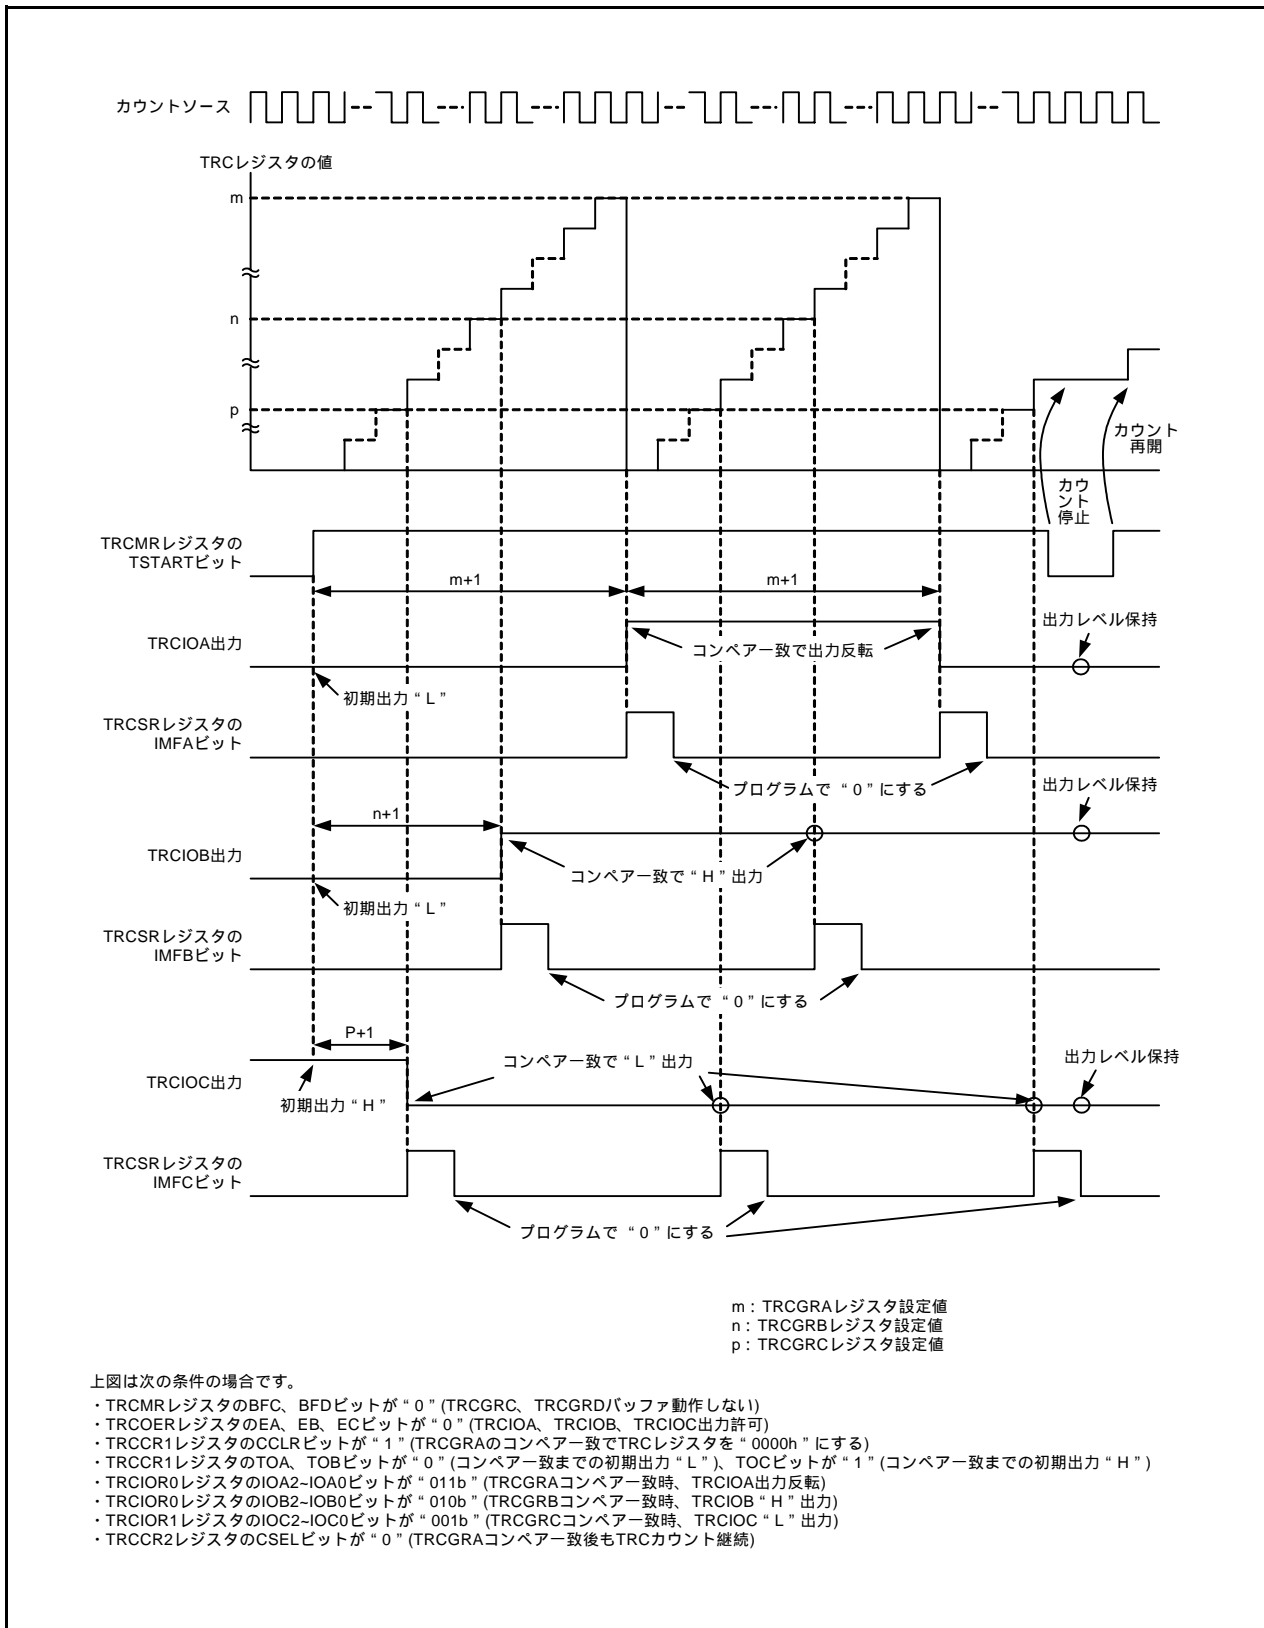 カウントソース
TRCレジスタの値
m
n
p
カウント
再開
カウ
ント
停止
TRCMRレジスタの
TSTARTビット
m+1
m+1
出力レベル保持
TRCIOA出力
コンペア一致で出力反転
初期出力“L”
TRCSRレジスタの
IMFAビット
プログラムで“0”にする
出力レベル保持
n+1
TRCIOB出力
コンペア一致で“H”出力
初期出力“L”
TRCSRレジスタの
IMFBビット
プログラムで“0”にする
P+1
コンペア一致で“L”出力
出力レベル保持
TRCIOC出力
初期出力“H”
TRCSRレジスタの
IMFCビット
プログラムで“0”にする
m：TRCGRAレジスタ設定値
n：TRCGRBレジスタ設定値
p：TRCGRCレジスタ設定値
上図は次の条件の場合です。
・TRCMRレジスタのBFC、BFDビットが“0”(TRCGRC、TRCGRDバッファ動作しない)
・TRCOERレジスタのEA、EB、ECビットが“0”(TRCIOA、TRCIOB、TRCIOC出力許可)
・TRCCR1レジスタのCCLRビットが“1”(TRCGRAのコンペア一致でTRCレジスタを“0000h”にする)
・TRCCR1レジスタのTOA、TOBビットが“0”(コンペア一致までの初期出力“L”)、TOCビットが“1”(コンペア一致までの初期出力“H”)
・TRCIOR0レジスタのIOA2~IOA0ビットが“011b”(TRCGRAコンペア一致時、TRCIOA出力反転)
・TRCIOR0レジスタのIOB2~IOB0ビットが“010b”(TRCGRBコンペア一致時、TRCIOB“H”出力)
・TRCIOR1レジスタのIOC2~IOC0ビットが“001b”(TRCGRCコンペア一致時、TRCIOC“L”出力)
・TRCCR2レジスタのCSELビットが“0”(TRCGRAコンペア一致後もTRCカウント継続)